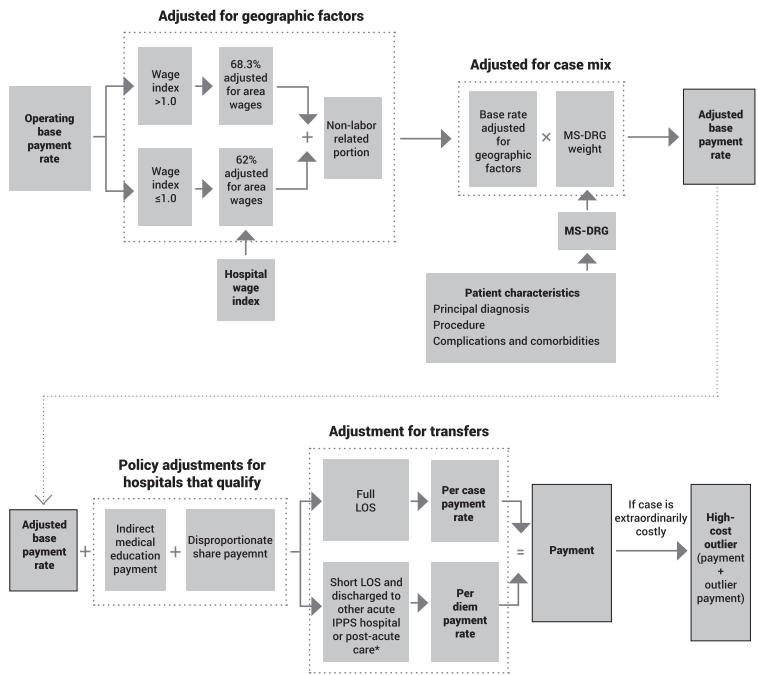 Adjusted for geographic factors
Operating
base
payment
rate
Wage
index
>1.0
68.3%
adjusted
for area
wages
Wage
index
≤1.0
62%
adjusted
for area
wages
+
Non-labor
related
portion
Hospital
wage
index
Adjusted for case mix
Base rate
adjusted
for
geographic
factors
×
MS-DRG
weight
MS-DRG
Patient characteristics
Principal diagnosis
Procedure
Complications and comorbidities
Adjusted
base
payment
rate
Adjusted
base
payment
rate
+
Policy adjustments for
hospitals that qualify
Indirect
medical
education
payment
+
Disproportionate
share payemnt
Adjustment for transfers
Full
LOS
Per case
payment
rate
Short LOS and
discharged to
other acute
IPPS hospital
or post-acute
care*
Per
diem
payment
rate
=
Payment
If case is
extraordinarily
costly
High-
cost
outlier
(payment
+
outlier
payment)